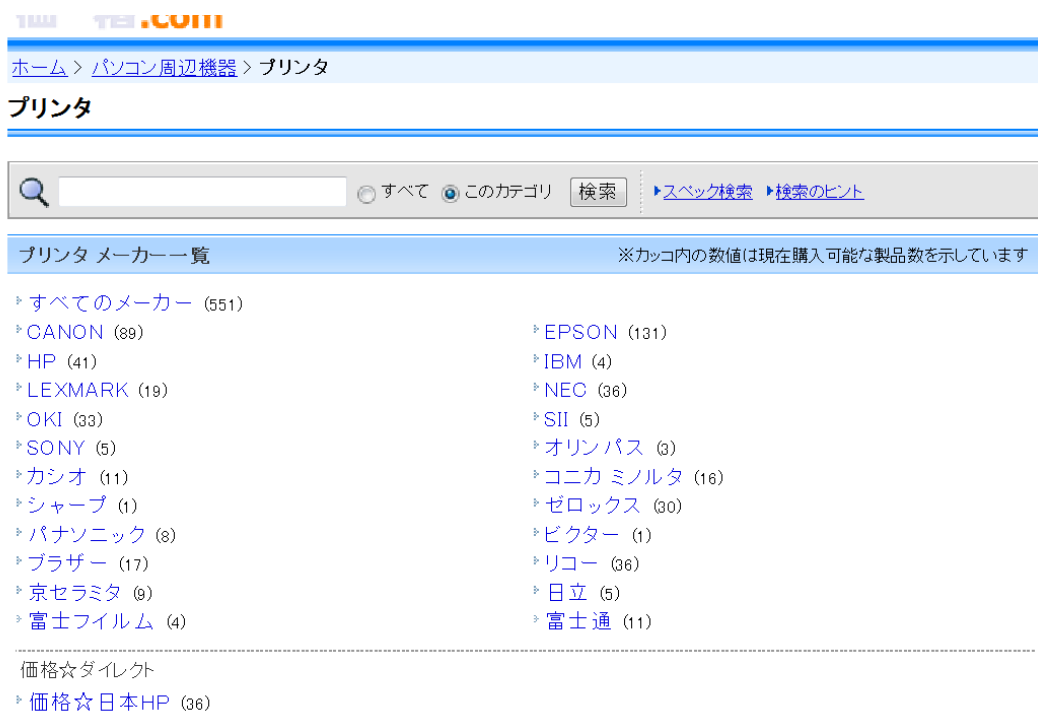 価格.com
ホーム > パソコン周辺機器 > プリンタ
プリンタ
すべて このカテゴリ 検索 スペック検索 検索のヒント
プリンタ メーカー一覧 ※カッコ内の数値は現在購入可能な製品数を示しています
すべてのメーカー (551)
CANON (89) EPSON (131)
HP (41) IBM (4)
LEXMARK (19) NEC (36)
OKI (33) SII (5)
SONY (5) オリンパス (3)
カシオ (11) コニカ ミノルタ (16)
シャープ (1) ゼロックス (30)
パナソニック (8) ビクター (1)
ブラザー (17) リコー (36)
京セラミタ (9) 日立 (5)
富士フイルム (4) 富士通 (11)
価格☆ダイレクト
価格☆日本HP (36)